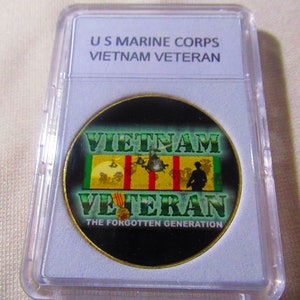 U S MARINE CORPS
VIETNAM VETERAN
VIETNAM
VETERAN
THE FORGOTTEN GENERATION